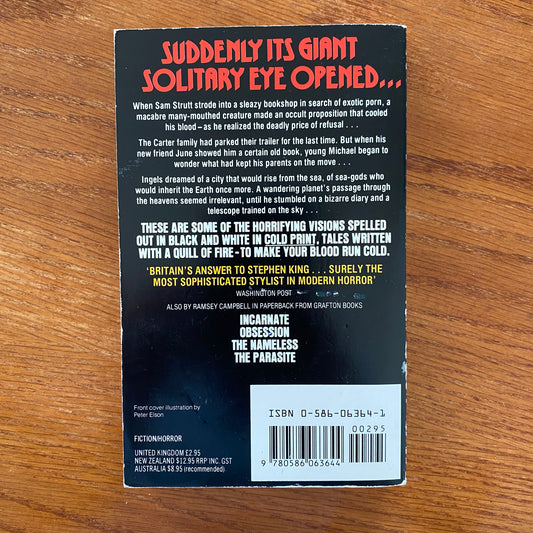 SUDDENLY ITS GIANT
SOLITARY EYE OPENED...
When Sam Strutt strode into a sleazy bookshop in search of exotic porn, a
macabre many-mouthed creature made an occult proposition that cooled
his blood – as he realized the deadly price of refusal . . .
The Carter family had parked their trailer for the last time. But when his
new friend June showed him a certain old book, young Michael began to
wonder what had kept his parents on the move . . .
Ingels dreamed of a city that would rise from the sea, of sea-gods who
would inherit the Earth once more. A wandering planet's passage through
the heavens seemed irrelevant, until he stumbled on a bizarre diary and a
telescope trained on the sky . . .
THESE ARE SOME OF THE HORRIFYING VISIONS SPELLED
OUT IN BLACK AND WHITE IN COLD PRINT, TALES WRITTEN
WITH A QUILL OF FIRE – TO MAKE YOUR BLOOD RUN COLD.
'BRITAIN'S ANSWER TO STEPHEN KING . . . SURELY THE
MOST SOPHISTICATED STYLIST IN MODERN HORROR'
WASHINGTON POST
ALSO BY RAMSEY CAMPBELL IN PAPERBACK FROM GRAFTON BOOKS
INCARNATE
OBSESSION
THE NAMELESS
THE PARASITE
Front cover illustration by
Peter Elson
FICTION/HORROR
UNITED KINGDOM £2.95
NEW ZEALAND $12.95 RRP INC. GST
AUSTRALIA $8.95 (recommended)
ISBN 0-586-06364-1
00295
9 780586 063644